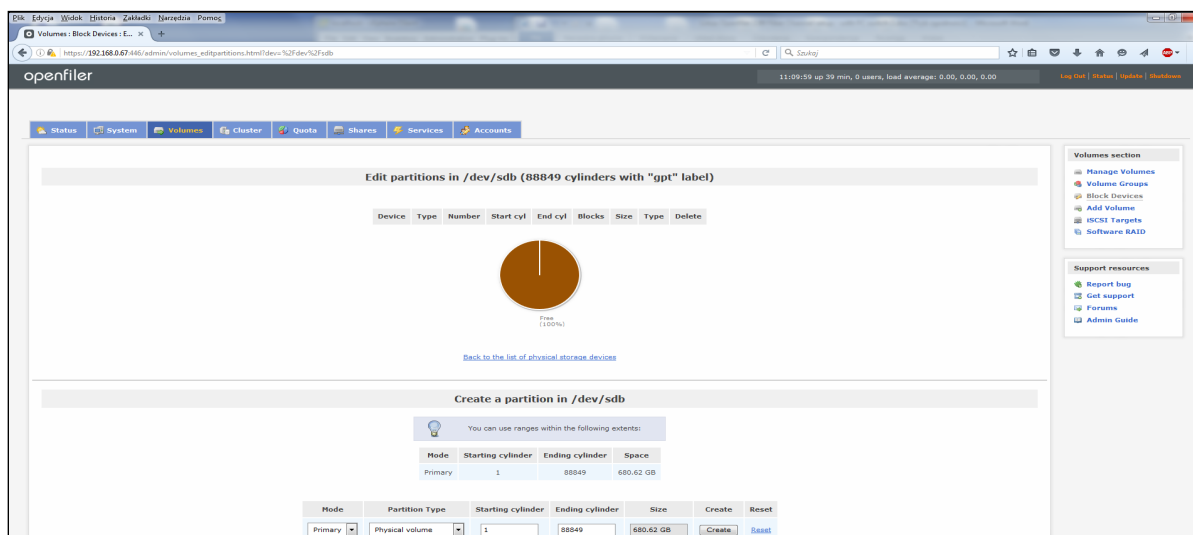 Plik Edycja Widok Historia Zakładki Narzędzia Pomoc
Volumes : Block Devices : E... × +
https://192.168.0.67:446/admin/volumes_editpartitions.html?dev=%2Fdev%2Fsdb
Szukaj
ABP
openfiler
11:09:59 up 39 min, 0 users, load average: 0.00, 0.00, 0.00
Log Out | Status | Update | Shutdown
Status System Volumes Cluster Quota Shares Services Accounts
Volumes section
Manage Volumes
Volume Groups
Block Devices
Add Volume
iSCSI Targets
Software RAID
Support resources
Report bug
Get support
Forums
Admin Guide
Edit partitions in /dev/sdb (88849 cylinders with "gpt" label)
Device Type Number Start cyl End cyl Blocks Size Type Delete
Free
(100%)
Back to the list of physical storage devices
Create a partition in /dev/sdb
You can use ranges within the following extents:
Mode Starting cylinder Ending cylinder Space
Primary 1 88849 680.62 GB
Mode Partition Type Starting cylinder Ending cylinder Size Create Reset
Primary Physical volume 1 88849 680.62 GB Create Reset